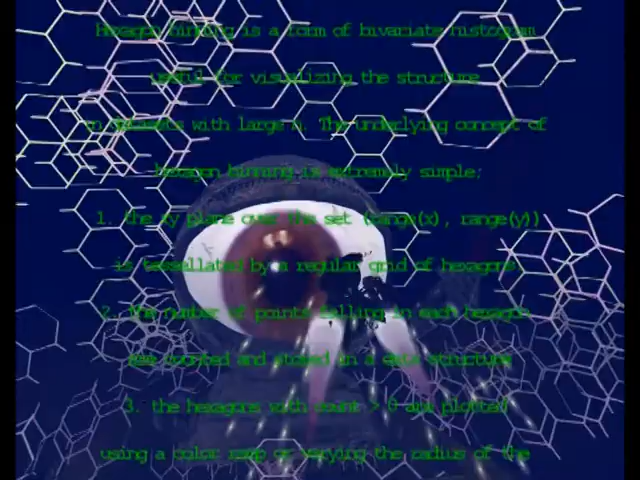 Hexagon binning is a form of bivariate histogram
useful for visualizing the structure
in datasets with large n. The underlying concept of
hexagon binning is extremely simple;
1. the xy plane over the set (range(x), range(y))
is tessellated by a regular grid of hexagons.
2. The number of points falling in each hexagon
are counted and stored in a data structure
3. the hexagons with count > 0 are plotted
using a color ramp or varying the radius of the